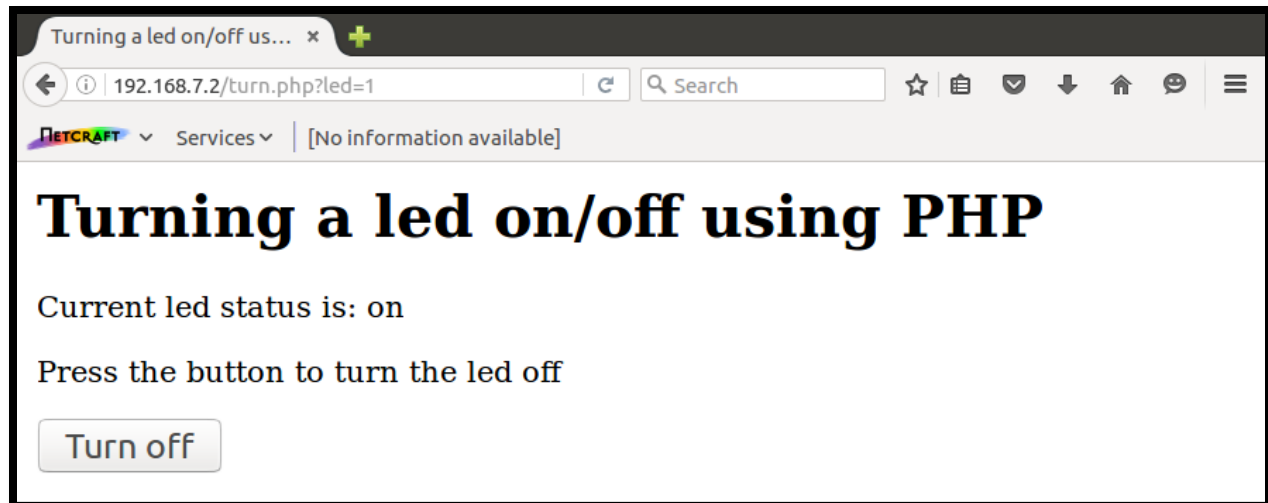 Turning a led on/off us...
192.168.7.2/turn.php?led=1
Search
NETCRAFT Services [No information available]
Turning a led on/off using PHP
Current led status is: on
Press the button to turn the led off
Turn off